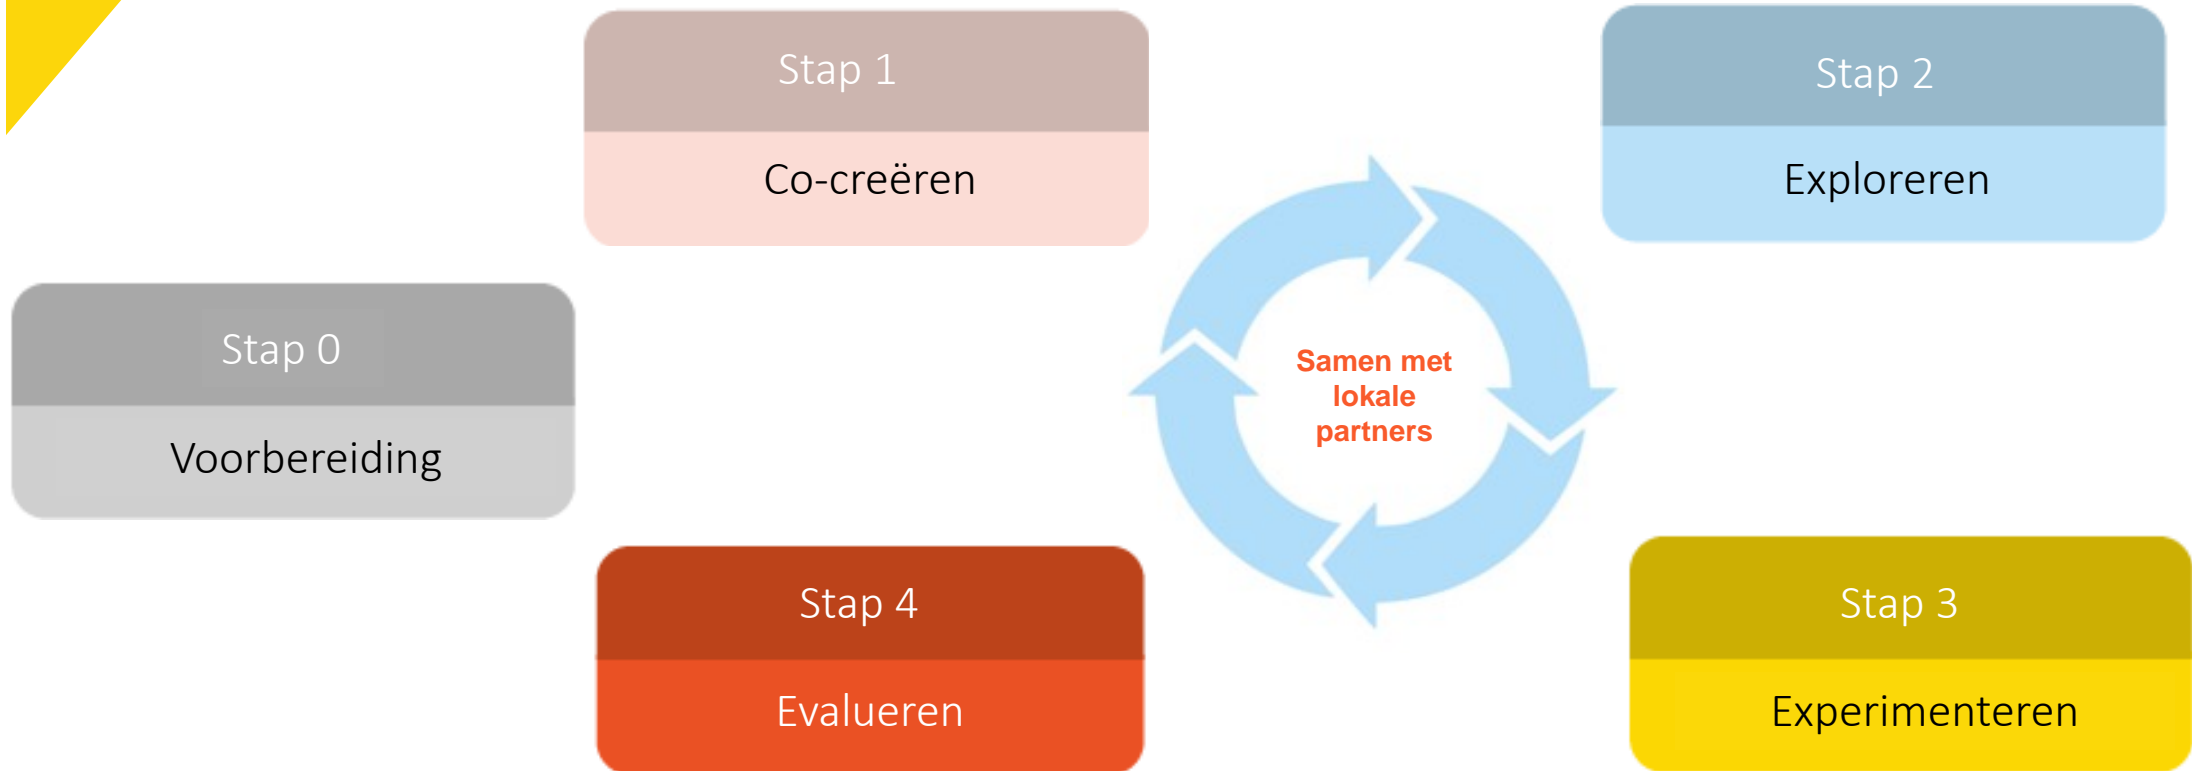 Stap 1
Co-creëren
Stap 2
Exploreren
Stap 0
Voorbereiding
Samen met
lokale
partners
Stap 4
Evalueren
Stap 3
Experimenteren